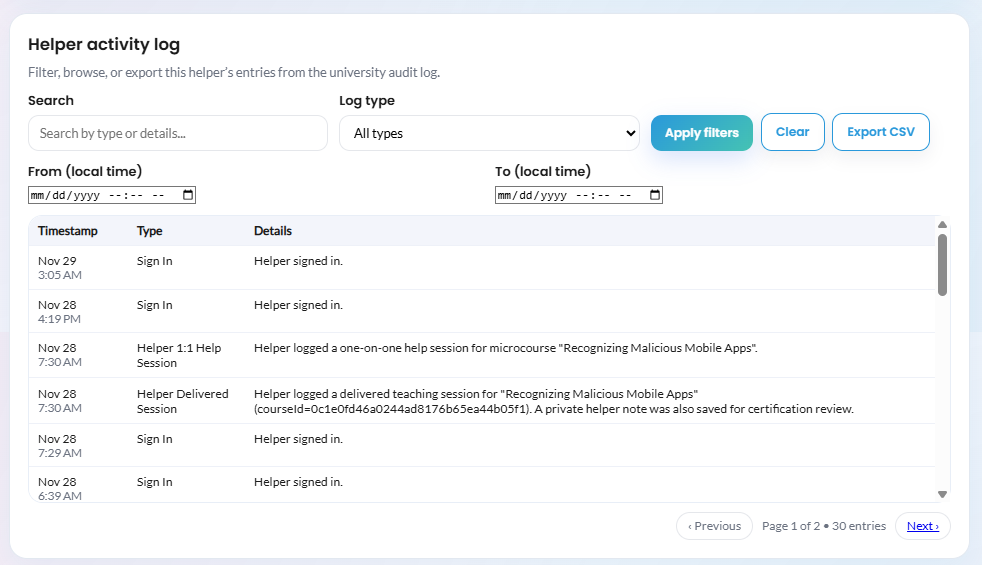 Helper activity log
Filter, browse, or export this helper's entries from the university audit log.
Search
Log type
Search by type or details...
All types
Apply filters
Clear
Export CSV
From (local time)
To (local time)
mm/dd/yyyy --:-- --
mm/dd/yyyy --:-- --
Timestamp Type Details
Nov 29
3:05 AM
Sign In
Helper signed in.
Nov 28
4:19 PM
Sign In
Helper signed in.
Nov 28
7:30 AM
Helper 1:1 Help
Session
Helper logged a one-on-one help session for microcourse "Recognizing Malicious Mobile Apps".
Nov 28
7:30 AM
Helper Delivered
Session
Helper logged a delivered teaching session for "Recognizing Malicious Mobile Apps"
(courseId=0c1e0fd46a0244ad8176b65ea44b05f1). A private helper note was also saved for certification review.
Nov 28
7:29 AM
Sign In
Helper signed in.
Nov 28
6:39 AM
Sign In
Helper signed in.
‹ Previous
Page 1 of 2 • 30 entries
Next ›